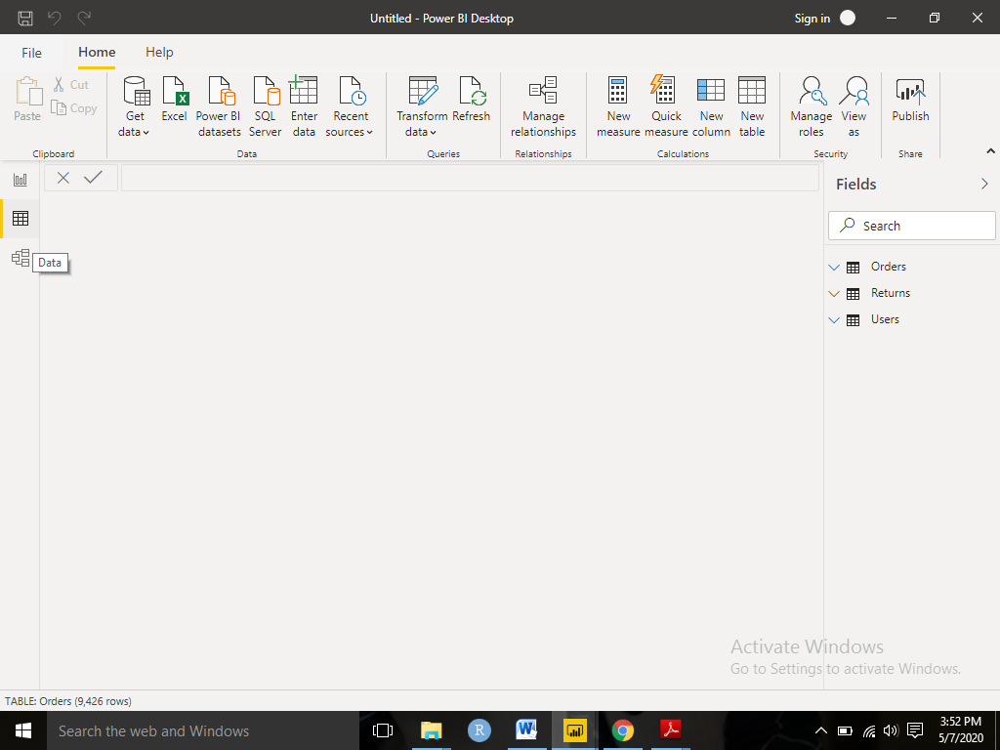 Untitled - Power BI Desktop
Sign in
File
Home
Help
Paste
Cut
Copy
Clipboard
Get
data
Excel
Power BI
datasets
SQL
Server
Enter
data
Recent
sources
Data
Transform
data
Refresh
Queries
Manage
relationships
Relationships
New
measure
Quick
measure
New
column
New
table
Calculations
Manage
roles
View
as
Security
Publish
Share
Fields
Search
Data
Orders
Returns
Users
Activate Windows
Go to Settings to activate Windows.
TABLE: Orders (9,426 rows)
Search the web and Windows
R
W
3:52 PM
5/7/2020